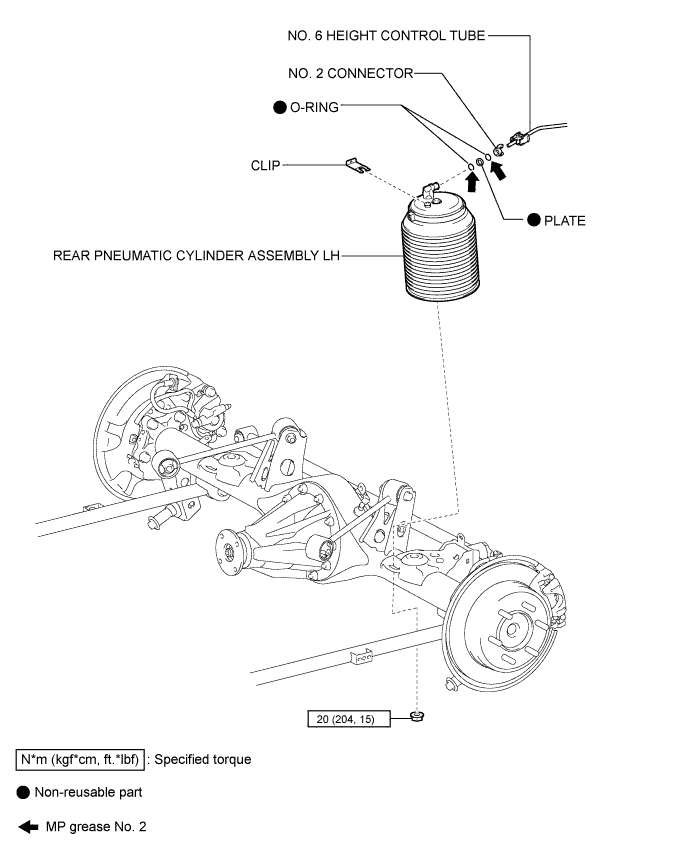 NO. 6 HEIGHT CONTROL TUBE
NO. 2 CONNECTOR
O-RING
CLIP
PLATE
REAR PNEUMATIC CYLINDER ASSEMBLY LH
20 (204, 15)
N*m (kgf*cm, ft.*lbf) : Specified torque
Non-reusable part
MP grease No. 2